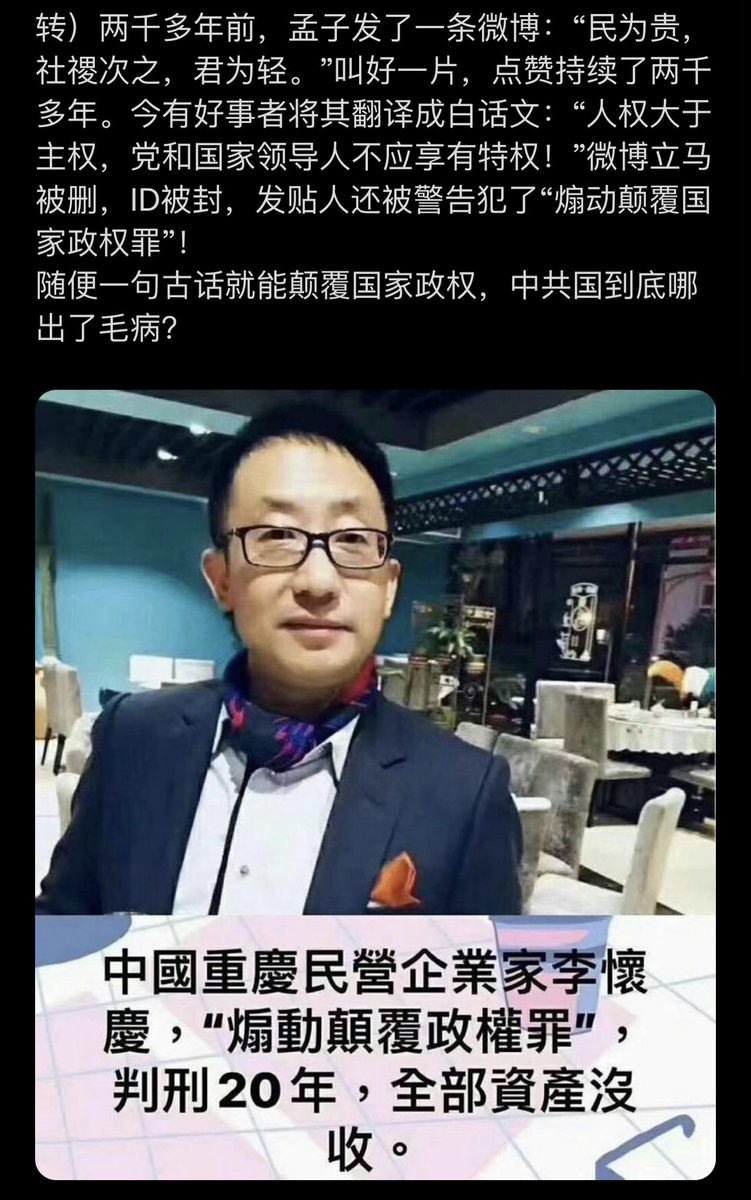 转）两千多年前，孟子发了一条微博：“民为贵，
社禝次之，君为轻。”叫好一片，点赞持续了两千
多年。今有好事者将其翻译成白话文：“人权大于
主权，党和国家领导人不应享有特权！”微博立马
被删，ID被封，发贴人还被警告犯了“煽动颠覆国
家政权罪”！
随便一句古话就能颠覆国家政权，中共国到底哪
出了毛病？
中國重慶民營企業家李懷
慶，“煽動顛覆政權罪”，
判刑20年，全部資產沒
收。